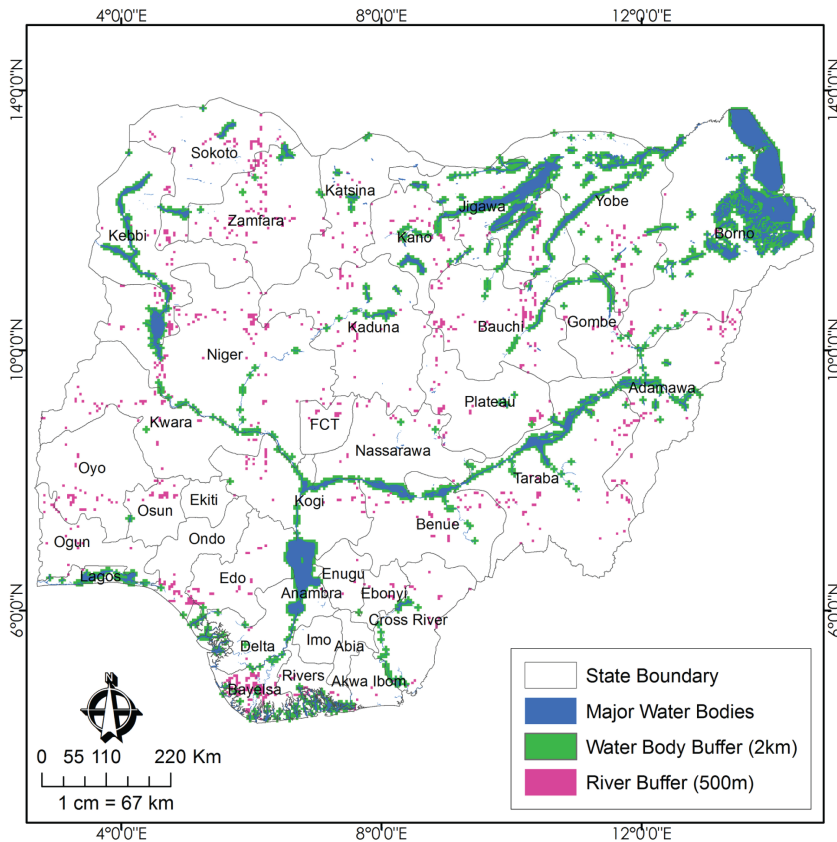 4°0'0"E 8°0'0"E 12°0'0"E
14°0'0"N 14°0'0"N
Sokoto
Katsina
Zamfara
Jigawa
Yobe
Kebbi
Kano
Borno
Kaduna
Bauchi
Gombe
10°0'0"N 10°0'0"N
Niger
Adamawa
Plateau
Kwara
FCT
Nassarawa
Oyo
Taraba
Kogi
Osun
Ekiti
Benue
Ogun
Ondo
Lagos
Edo
Enugu
Anambra
Ebonyi
6°0'0"N 6°0'0"N
Cross River
Delta
Imo
Abia
Rivers
Akwa Ibom
Bayelsa
State Boundary
Major Water Bodies
Water Body Buffer (2km)
River Buffer (500m)
N
0 55 110 220 Km
1 cm = 67 km
4°0'0"E 8°0'0"E 12°0'0"E